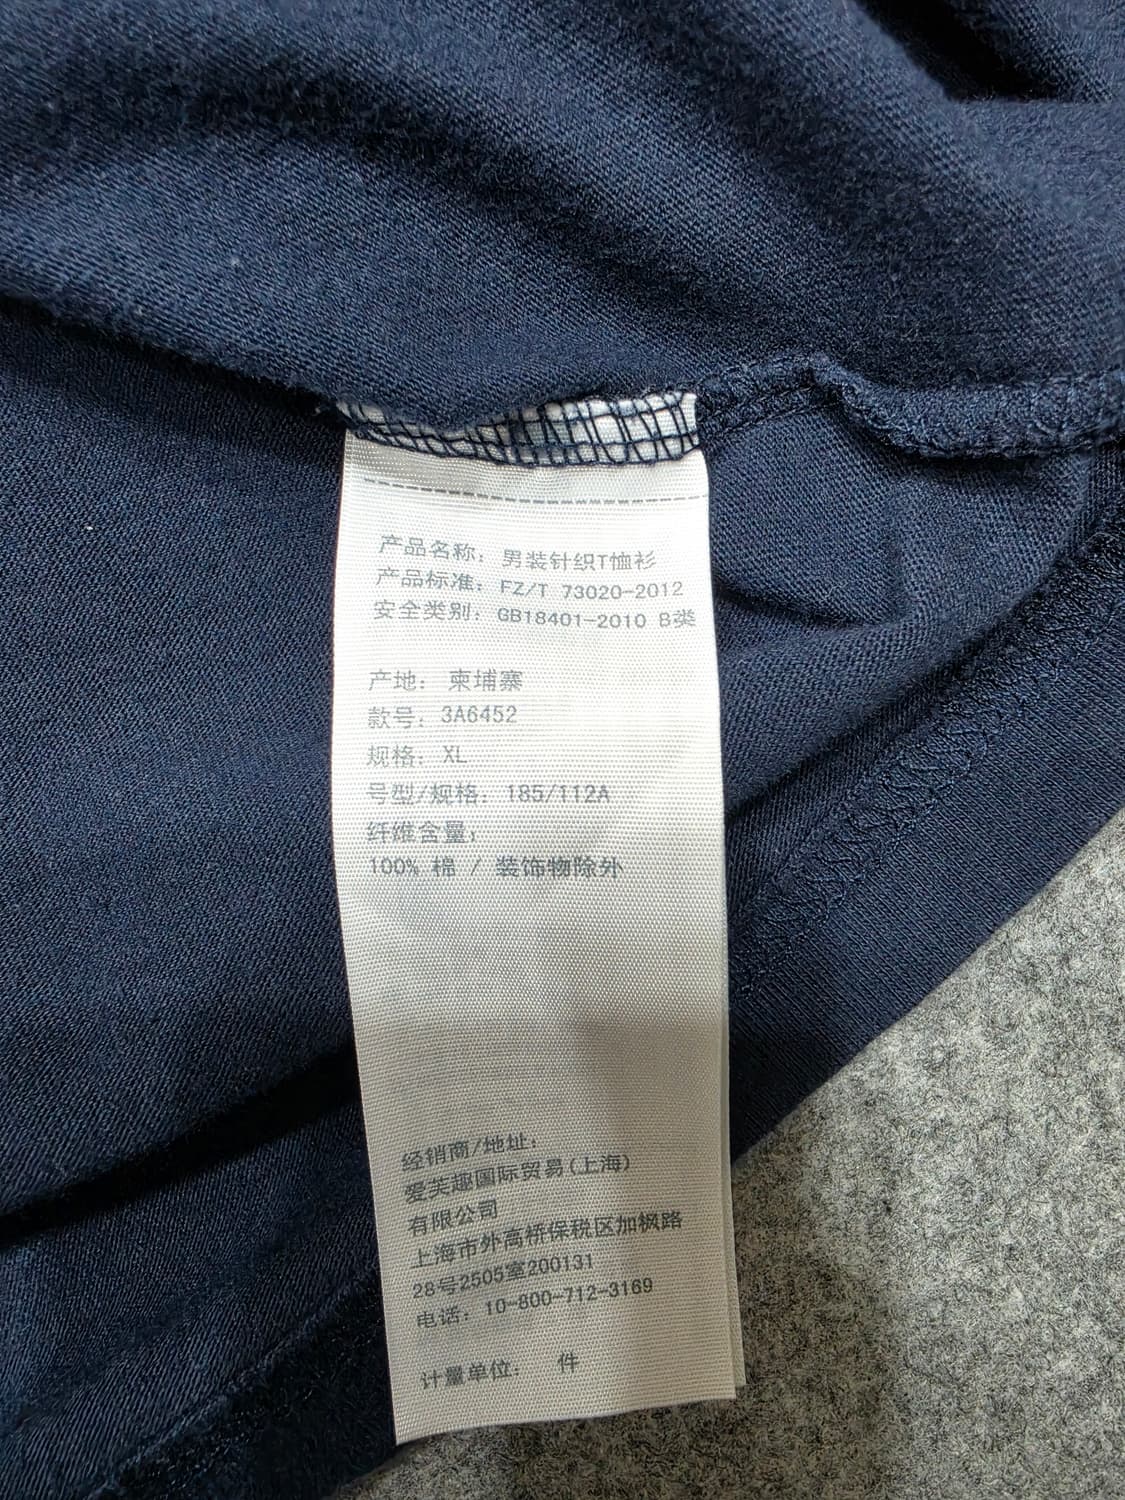 产品名称：男装针织T恤衫
产品标准：FZ/T 73020-2012
安全类别：GB18401-2010 B类
产地：柬埔寨
款号：3A6452
规格：XL
号型/规格：185/112A
纤维含量：
100% 棉 / 装饰物除外
经销商/地址：
爱芙趣国际贸易(上海)
有限公司
上海市外高桥保税区加枫路
28号2505室200131
电话：10-800-712-3169
计量单位： 件